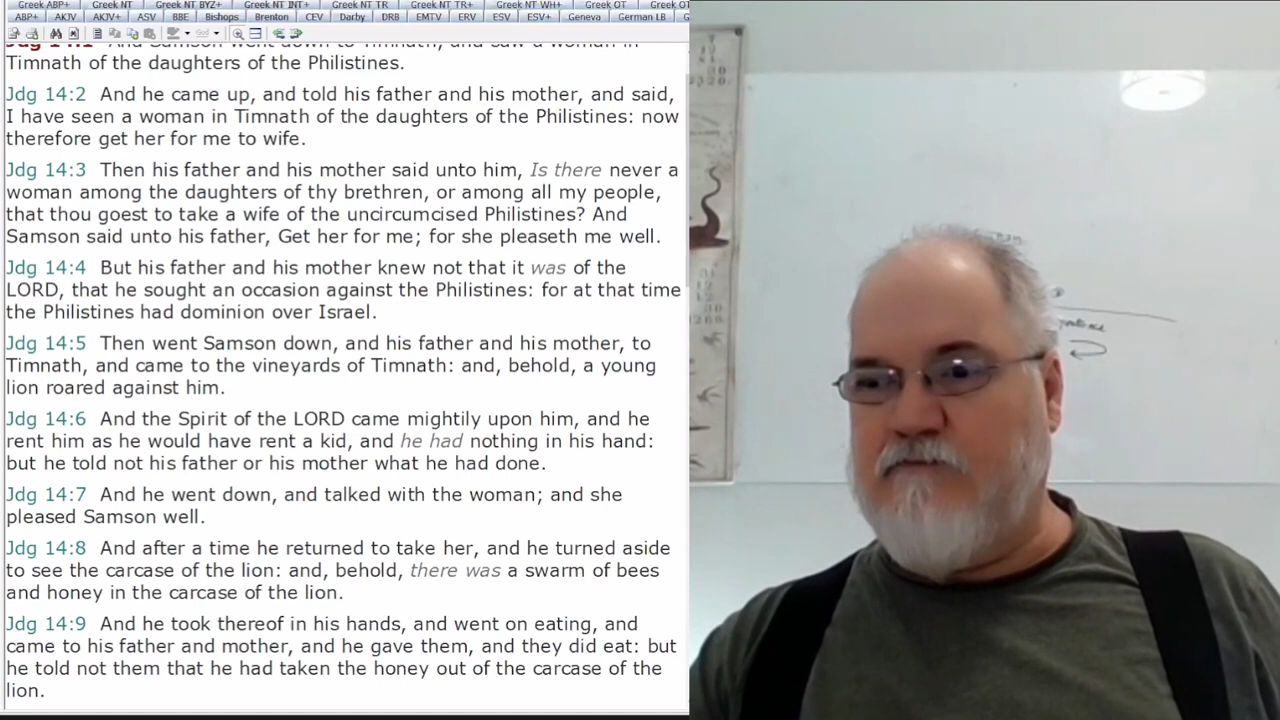 Greek ABP+ Greek NT Greek NT BYZ+ Greek NT INT+ Greek NT TR Greek NT TR+ Greek NT WH+ Greek OT Greek OT
ABP+ AKJV AKJV+ ASV BBE Bishops Brenton CEV Darby DRB EMTV ERV ESV ESV+ Geneva German LB G
Jdg 14:1 And Samson went down to Timnath, and saw a woman in
Timnath of the daughters of the Philistines.
Jdg 14:2 And he came up, and told his father and his mother, and said,
I have seen a woman in Timnath of the daughters of the Philistines: now
therefore get her for me to wife.
Jdg 14:3 Then his father and his mother said unto him, Is there never a
woman among the daughters of thy brethren, or among all my people,
that thou goest to take a wife of the uncircumcised Philistines? And
Samson said unto his father, Get her for me; for she pleaseth me well.
Jdg 14:4 But his father and his mother knew not that it was of the
LORD, that he sought an occasion against the Philistines: for at that time
the Philistines had dominion over Israel.
Jdg 14:5 Then went Samson down, and his father and his mother, to
Timnath, and came to the vineyards of Timnath: and, behold, a young
lion roared against him.
Jdg 14:6 And the Spirit of the LORD came mightily upon him, and he
rent him as he would have rent a kid, and he had nothing in his hand:
but he told not his father or his mother what he had done.
Jdg 14:7 And he went down, and talked with the woman; and she
pleased Samson well.
Jdg 14:8 And after a time he returned to take her, and he turned aside
to see the carcase of the lion: and, behold, there was a swarm of bees
and honey in the carcase of the lion.
Jdg 14:9 And he took thereof in his hands, and went on eating, and
came to his father and mother, and he gave them, and they did eat: but
he told not them that he had taken the honey out of the carcase of the
lion.